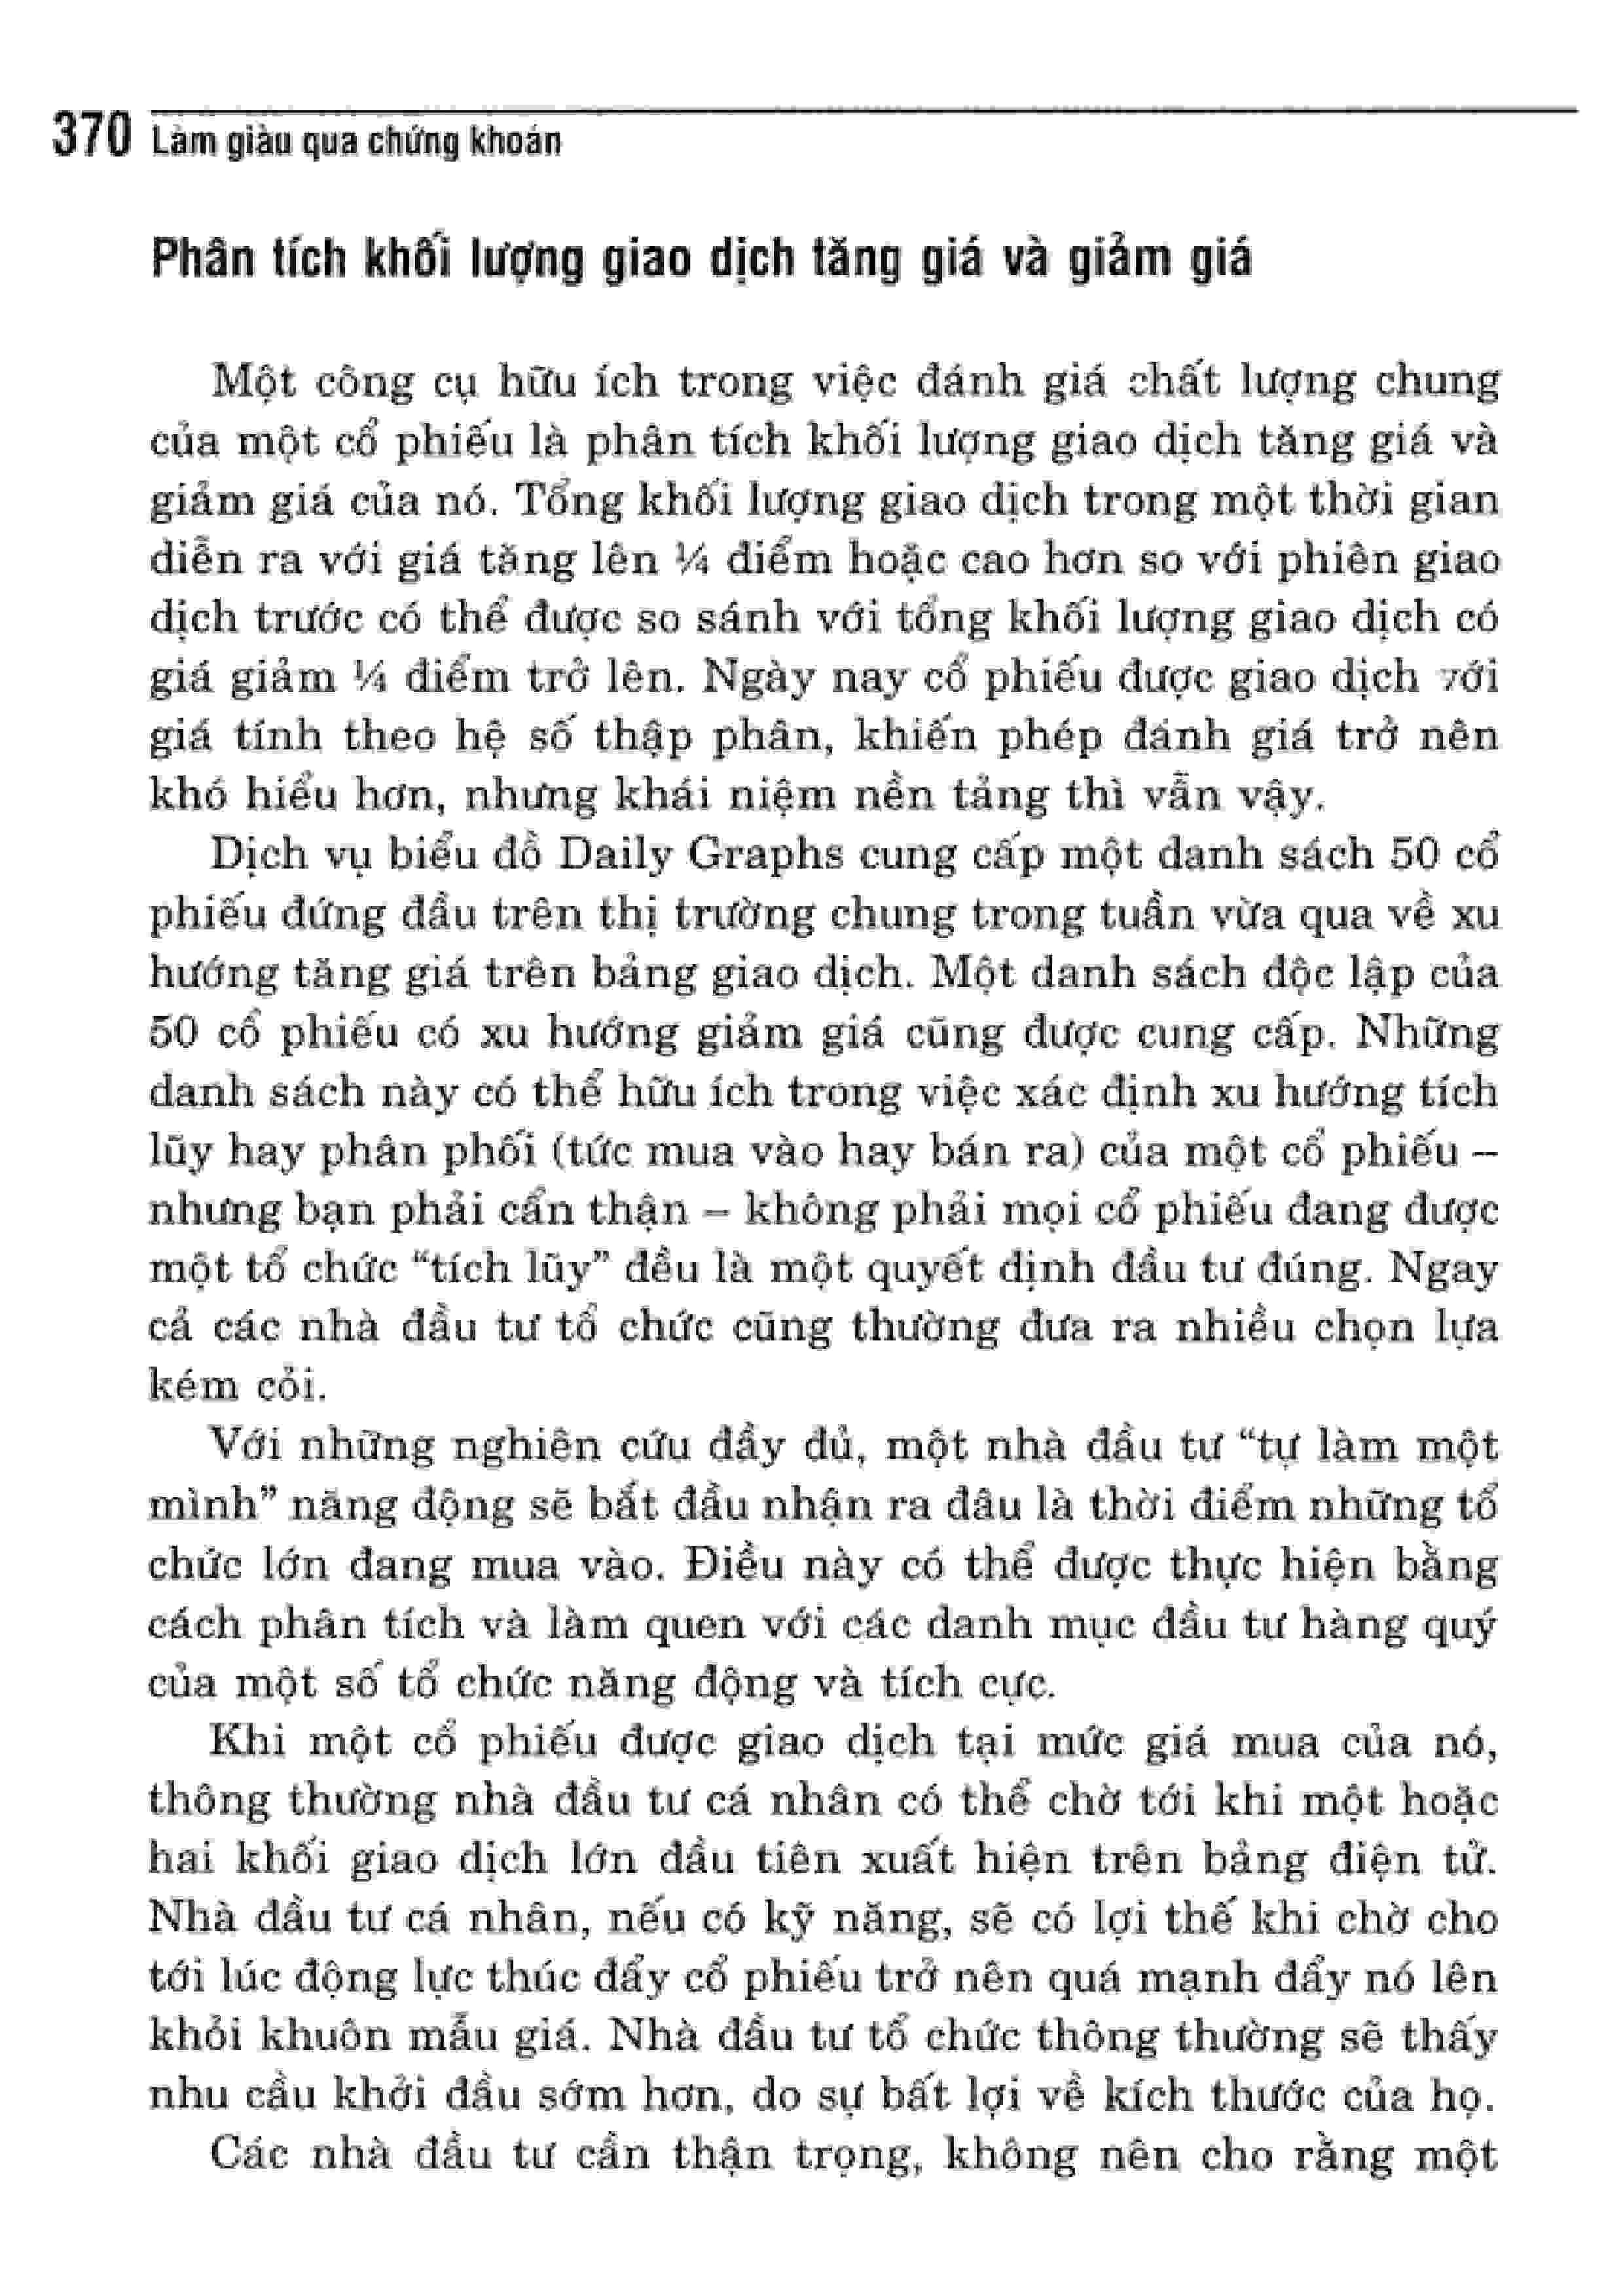 370 Làm giàu qua chứng khoán
Phân tích khối lượng giao dịch tăng giá và giảm giá
Một công cụ hữu ích trong việc đánh giá chất lượng chung
của một cổ phiếu là phân tích khối lượng giao dịch tăng giá và
giảm giá của nó. Tổng khối lượng giao dịch trong một thời gian
diễn ra với giá tăng lên ¼ điểm hoặc cao hơn so với phiên giao
dịch trước có thể được so sánh với tổng khối lượng giao dịch có
giá giảm ¼ điểm trở lên. Ngày nay cổ phiếu được giao dịch với
giá tính theo hệ số thập phân, khiến phép đánh giá trở nên
khó hiểu hơn, nhưng khái niệm nền tảng thì vẫn vậy.
Dịch vụ biểu đồ Daily Graphs cung cấp một danh sách 50 cổ
phiếu đứng đầu trên thị trường chung trong tuần vừa qua về xu
hướng tăng giá trên bảng giao dịch. Một danh sách độc lập của
50 cổ phiếu có xu hướng giảm giá cũng được cung cấp. Những
danh sách này có thể hữu ích trong việc xác định xu hướng tích
lũy hay phân phối (tức mua vào hay bán ra) của một cổ phiếu –
nhưng bạn phải cẩn thận – không phải mọi cổ phiếu đang được
một tổ chức “tích lũy” đều là một quyết định đầu tư đúng. Ngay
cả các nhà đầu tư tổ chức cũng thường đưa ra nhiều chọn lựa
kém cỏi.
Với những nghiên cứu đầy đủ, một nhà đầu tư “tự làm một
mình” năng động sẽ bắt đầu nhận ra đâu là thời điểm những tổ
chức lớn đang mua vào. Điều này có thể được thực hiện bằng
cách phân tích và làm quen với các danh mục đầu tư hàng quý
của một số tổ chức năng động và tích cực.
Khi một cổ phiếu được giao dịch tại mức giá mua của nó,
thông thường nhà đầu tư cá nhân có thể chờ tới khi một hoặc
hai khối giao dịch lớn đầu tiên xuất hiện trên bảng điện tử.
Nhà đầu tư cá nhân, nếu có kỹ năng, sẽ có lợi thế khi chờ cho
tới lúc động lực thúc đẩy cổ phiếu trở nên quá mạnh đẩy nó lên
khỏi khuôn mẫu giá. Nhà đầu tư tổ chức thông thường sẽ thấy
nhu cầu khởi đầu sớm hơn, do sự bất lợi về kích thước của họ.
Các nhà đầu tư cần thận trọng, không nên cho rằng một